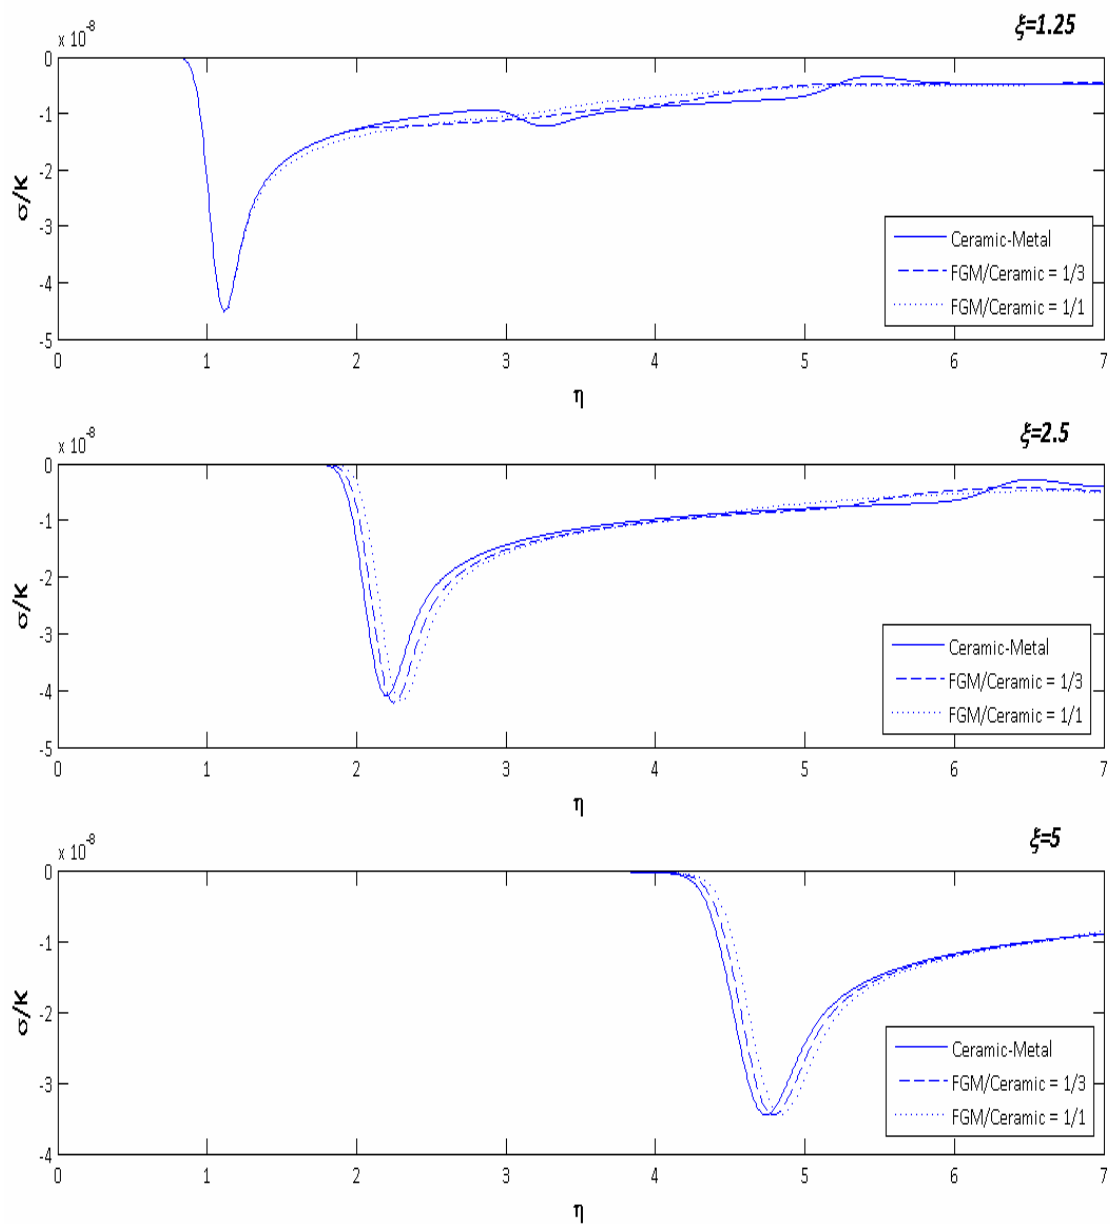 ξ=1.25
x 10-8
0
-1
-2
-3
-4
-5
σ/κ
Ceramic-Metal
FGM/Ceramic = 1/3
FGM/Ceramic = 1/1
0 1 2 3 4 5 6 7
η
ξ=2.5
x 10-8
0
-1
-2
-3
-4
-5
σ/κ
Ceramic-Metal
FGM/Ceramic = 1/3
FGM/Ceramic = 1/1
0 1 2 3 4 5 6 7
η
ξ=5
x 10-8
0
-1
-2
-3
-4
σ/κ
Ceramic-Metal
FGM/Ceramic = 1/3
FGM/Ceramic = 1/1
0 1 2 3 4 5 6 7
η